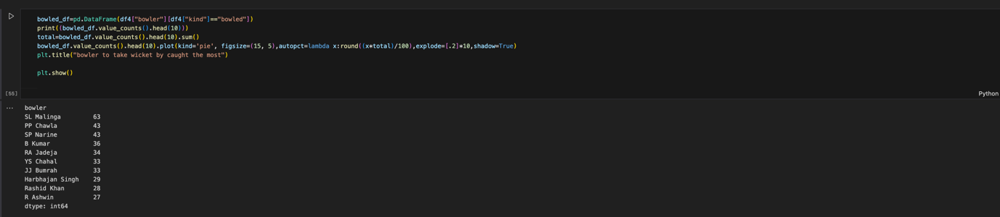 bowled_df=pd.DataFrame(df4["bowler"][df4["kind"]=="bowled"])
print((bowled_df.value_counts().head(10)))
total=bowled_df.value_counts().head(10).sum()
bowled_df.value_counts().head(10).plot(kind='pie', figsize=(15, 5),autopct=lambda x:round((x*total)/100),explode=[.2]*10,shadow=True)
plt.title("bowler to take wicket by caught the most")
plt.show()
[55]
Python
... bowler
SL Malinga 63
PP Chawla 43
SP Narine 43
B Kumar 36
RA Jadeja 34
YS Chahal 33
JJ Bumrah 33
Harbhajan Singh 29
Rashid Khan 28
R Ashwin 27
dtype: int64